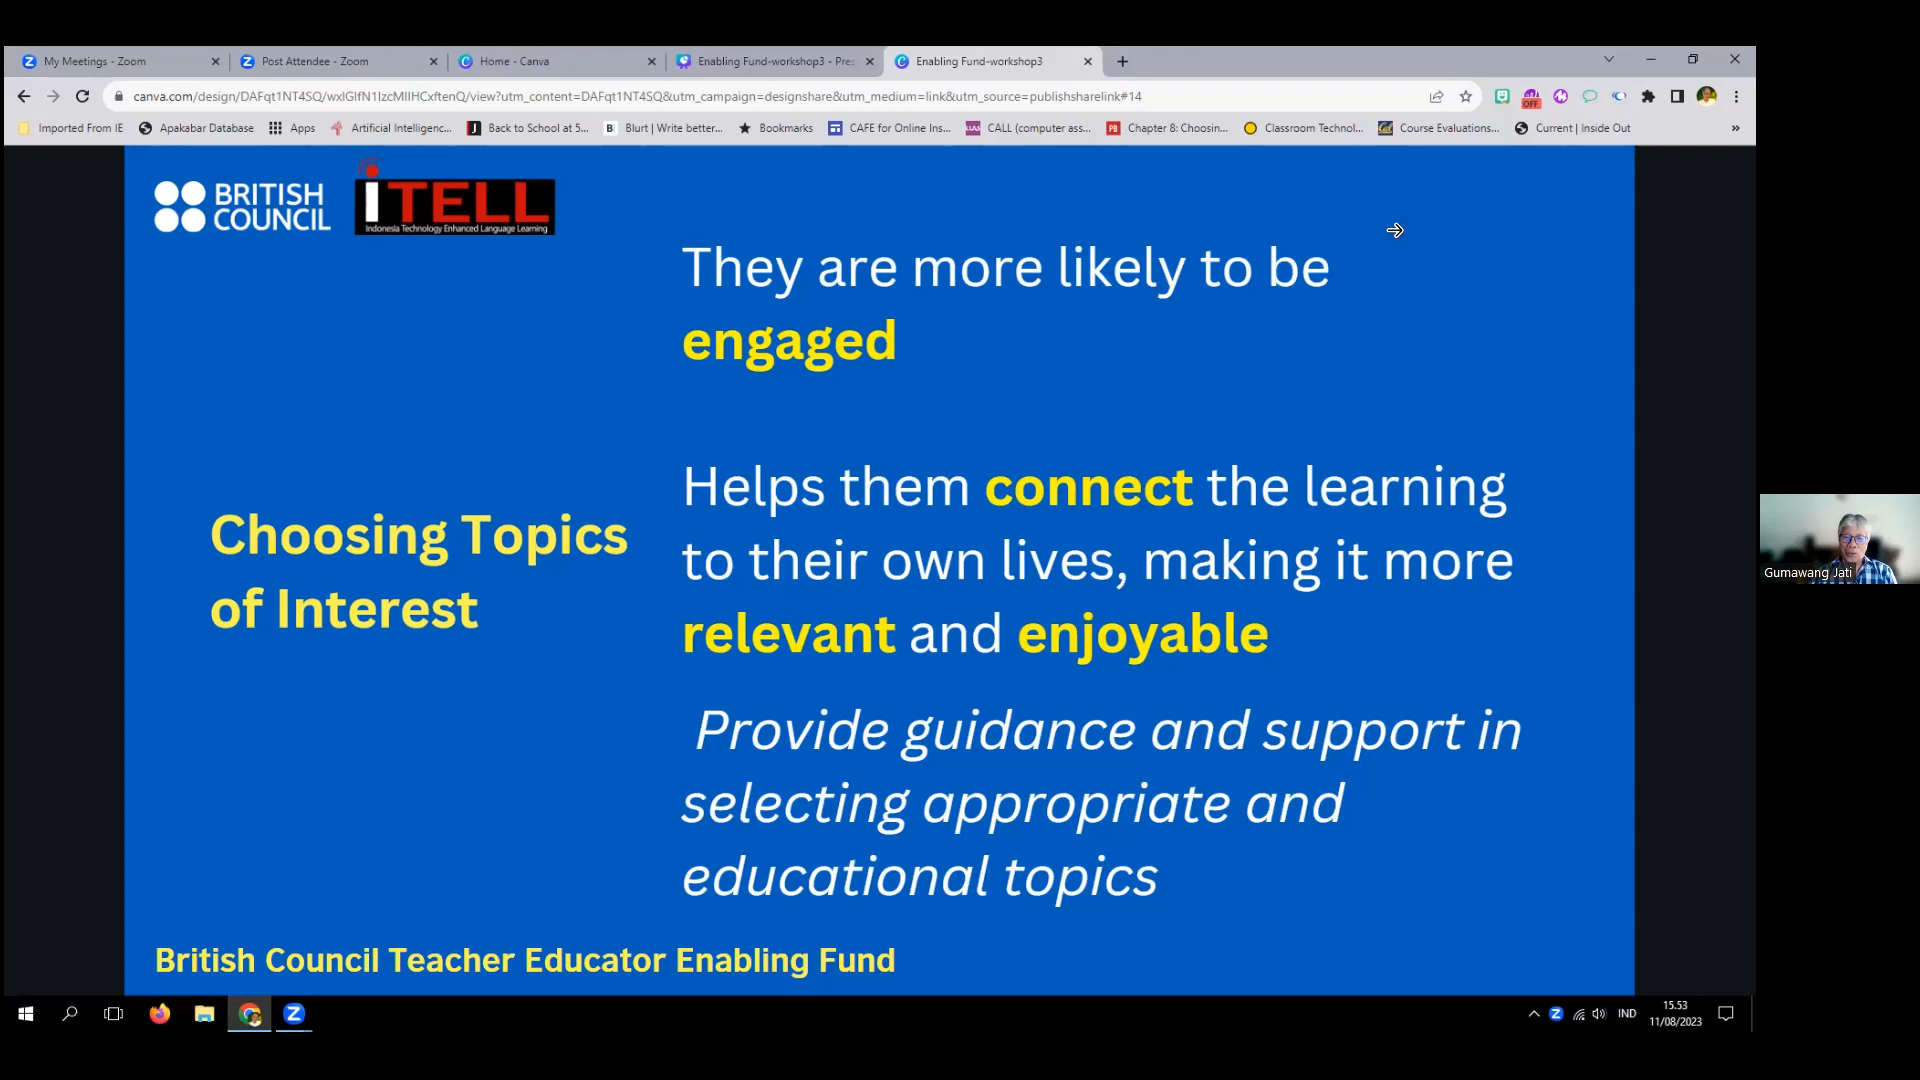 My Meetings - Zoom
Post Attendee - Zoom
Home - Canva
Enabling Fund-workshop3 - Pres
Enabling Fund-workshop3
canva.com/design/DAFqt1NT4SQ/wxlGlfN1IzcMIIHCxftenQ/view?utm_content=DAFqt1NT4SQ&utm_campaign=designshare&utm_medium=link&utm_source=publishsharelink#14
OFF
Imported From IE
Apakabar Database
Apps
Artificial Intelligenc...
Back to School at 5...
Blurt | Write better...
Bookmarks
CAFE for Online Ins...
CALL (computer ass...
Chapter 8: Choosin...
Classroom Technol...
Course Evaluations...
Current | Inside Out
BRITISH
COUNCIL
iTELL
Indonesia Technology Enhanced Language Learning
They are more likely to be
engaged
Choosing Topics
of Interest
Helps them connect the learning
to their own lives, making it more
relevant and enjoyable
Provide guidance and support in
selecting appropriate and
educational topics
British Council Teacher Educator Enabling Fund
Gumawang Jati
IND
15.53
11/08/2023